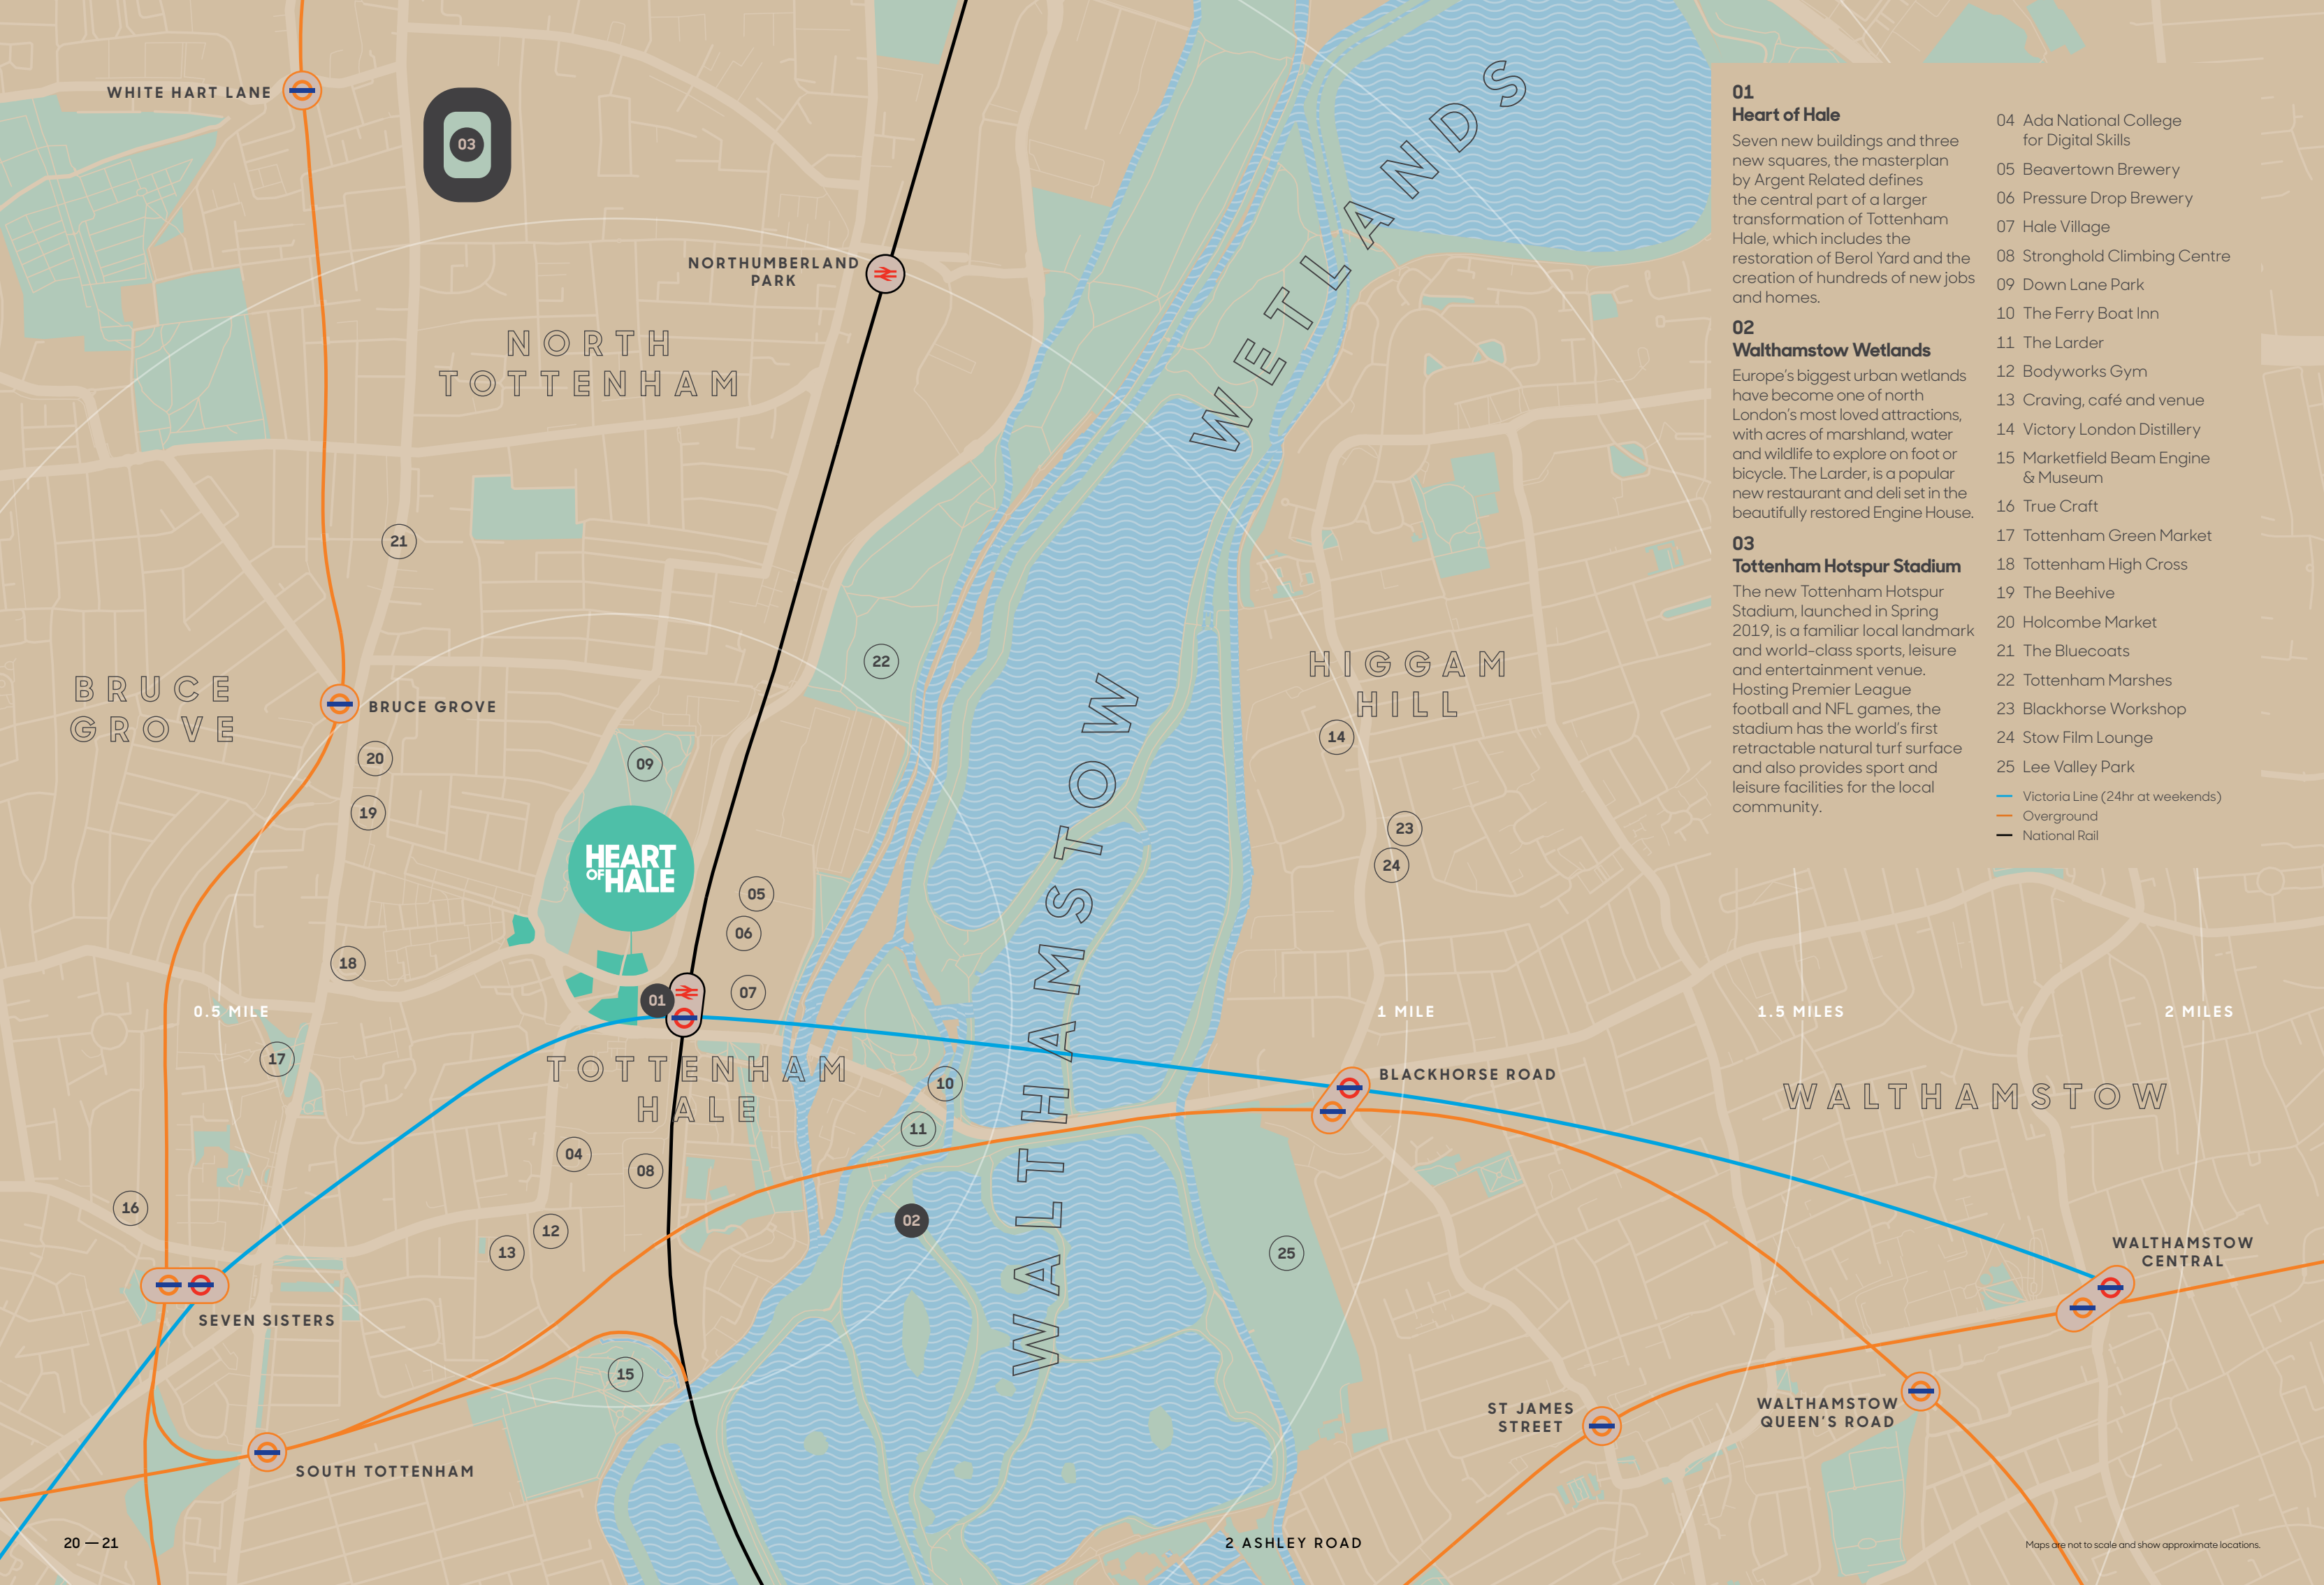 WHITE HART LANE
03
NORTHUMBERLAND
PARK
NORTH
TOTTENHAM
WETLANDS
21
22
BRUCE
GROVE
BRUCE GROVE
HIGGAM
HILL
14
20
09
19
23
24
HEART
OF HALE
05
06
18
07
01
0.5 MILE
1 MILE
1.5 MILES
2 MILES
17
TOTTENHAM
HALE
10
11
BLACKHORSE ROAD
WALTHAMSTOW
WALTHAMSTOW
04
08
16
12
13
02
25
WALTHAMSTOW
CENTRAL
SEVEN SISTERS
15
ST JAMES
STREET
WALTHAMSTOW
QUEEN'S ROAD
SOUTH TOTTENHAM
01
Heart of Hale
Seven new buildings and three
new squares, the masterplan
by Argent Related defines
the central part of a larger
transformation of Tottenham
Hale, which includes the
restoration of Berol Yard and the
creation of hundreds of new jobs
and homes.
02
Walthamstow Wetlands
Europe's biggest urban wetlands
have become one of north
London's most loved attractions,
with acres of marshland, water
and wildlife to explore on foot or
bicycle. The Larder, is a popular
new restaurant and deli set in the
beautifully restored Engine House.
03
Tottenham Hotspur Stadium
The new Tottenham Hotspur
Stadium, launched in Spring
2019, is a familiar local landmark
and world-class sports, leisure
and entertainment venue.
Hosting Premier League
football and NFL games, the
stadium has the world's first
retractable natural turf surface
and also provides sport and
leisure facilities for the local
community.
04 Ada National College
for Digital Skills
05 Beavertown Brewery
06 Pressure Drop Brewery
07 Hale Village
08 Stronghold Climbing Centre
09 Down Lane Park
10 The Ferry Boat Inn
11 The Larder
12 Bodyworks Gym
13 Craving, café and venue
14 Victory London Distillery
15 Marketfield Beam Engine
& Museum
16 True Craft
17 Tottenham Green Market
18 Tottenham High Cross
19 The Beehive
20 Holcombe Market
21 The Bluecoats
22 Tottenham Marshes
23 Blackhorse Workshop
24 Stow Film Lounge
25 Lee Valley Park
Victoria Line (24hr at weekends)
Overground
National Rail
20 — 21
2 ASHLEY ROAD
Maps are not to scale and show approximate locations.